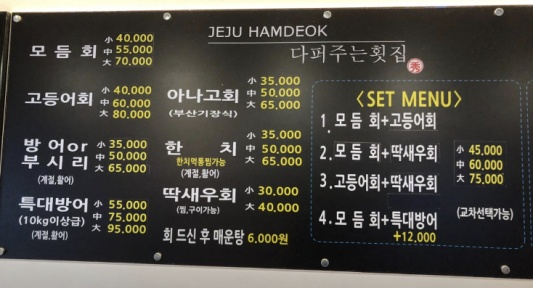 JEJU HAMDEOK
다퍼주는횟집
秀
모듬회
小 40,000
中 55,000
大 70,000
고등어회
小 40,000
中 60,000
大 80,000
방어or
부시리
(계절,활어)
小 35,000
中 50,000
大 65,000
특대방어
(10kg이상급)
(계절,활어)
小 55,000
中 75,000
大 95,000
아나고회
(부산기장식)
小 35,000
中 50,000
大 65,000
한 치
한치먹통찜가능
(계절,활어)
小 35,000
中 50,000
大 65,000
딱새우회
(찜,구이가능)
小 30,000
大 40,000
회 드신 후 매운탕 6,000원
<SET MENU>
1. 모듬 회+고등어회
2. 모듬 회+딱새우회
3. 고등어회+딱새우회
小 45,000
中 60,000
大 75,000
(교차선택가능)
4. 모듬 회+특대방어
+12,000